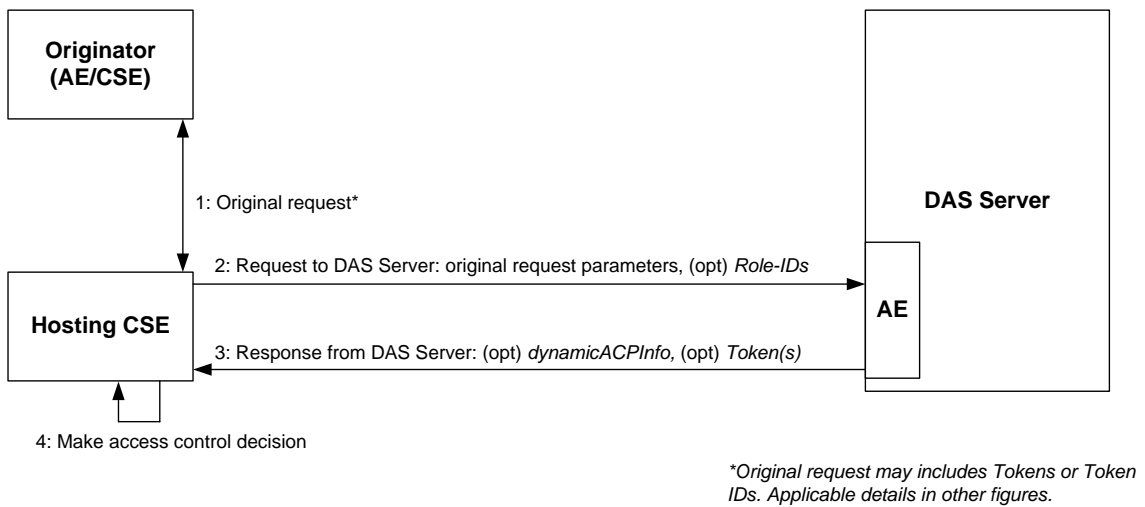 Originator
(AE/CSE)
DAS Server
1: Original request*
2: Request to DAS Server: original request parameters, (opt) Role-IDs
Hosting CSE
AE
3: Response from DAS Server: (opt) dynamicACPInfo, (opt) Token(s)
4: Make access control decision
*Original request may includes Tokens or Token
IDs. Applicable details in other figures.